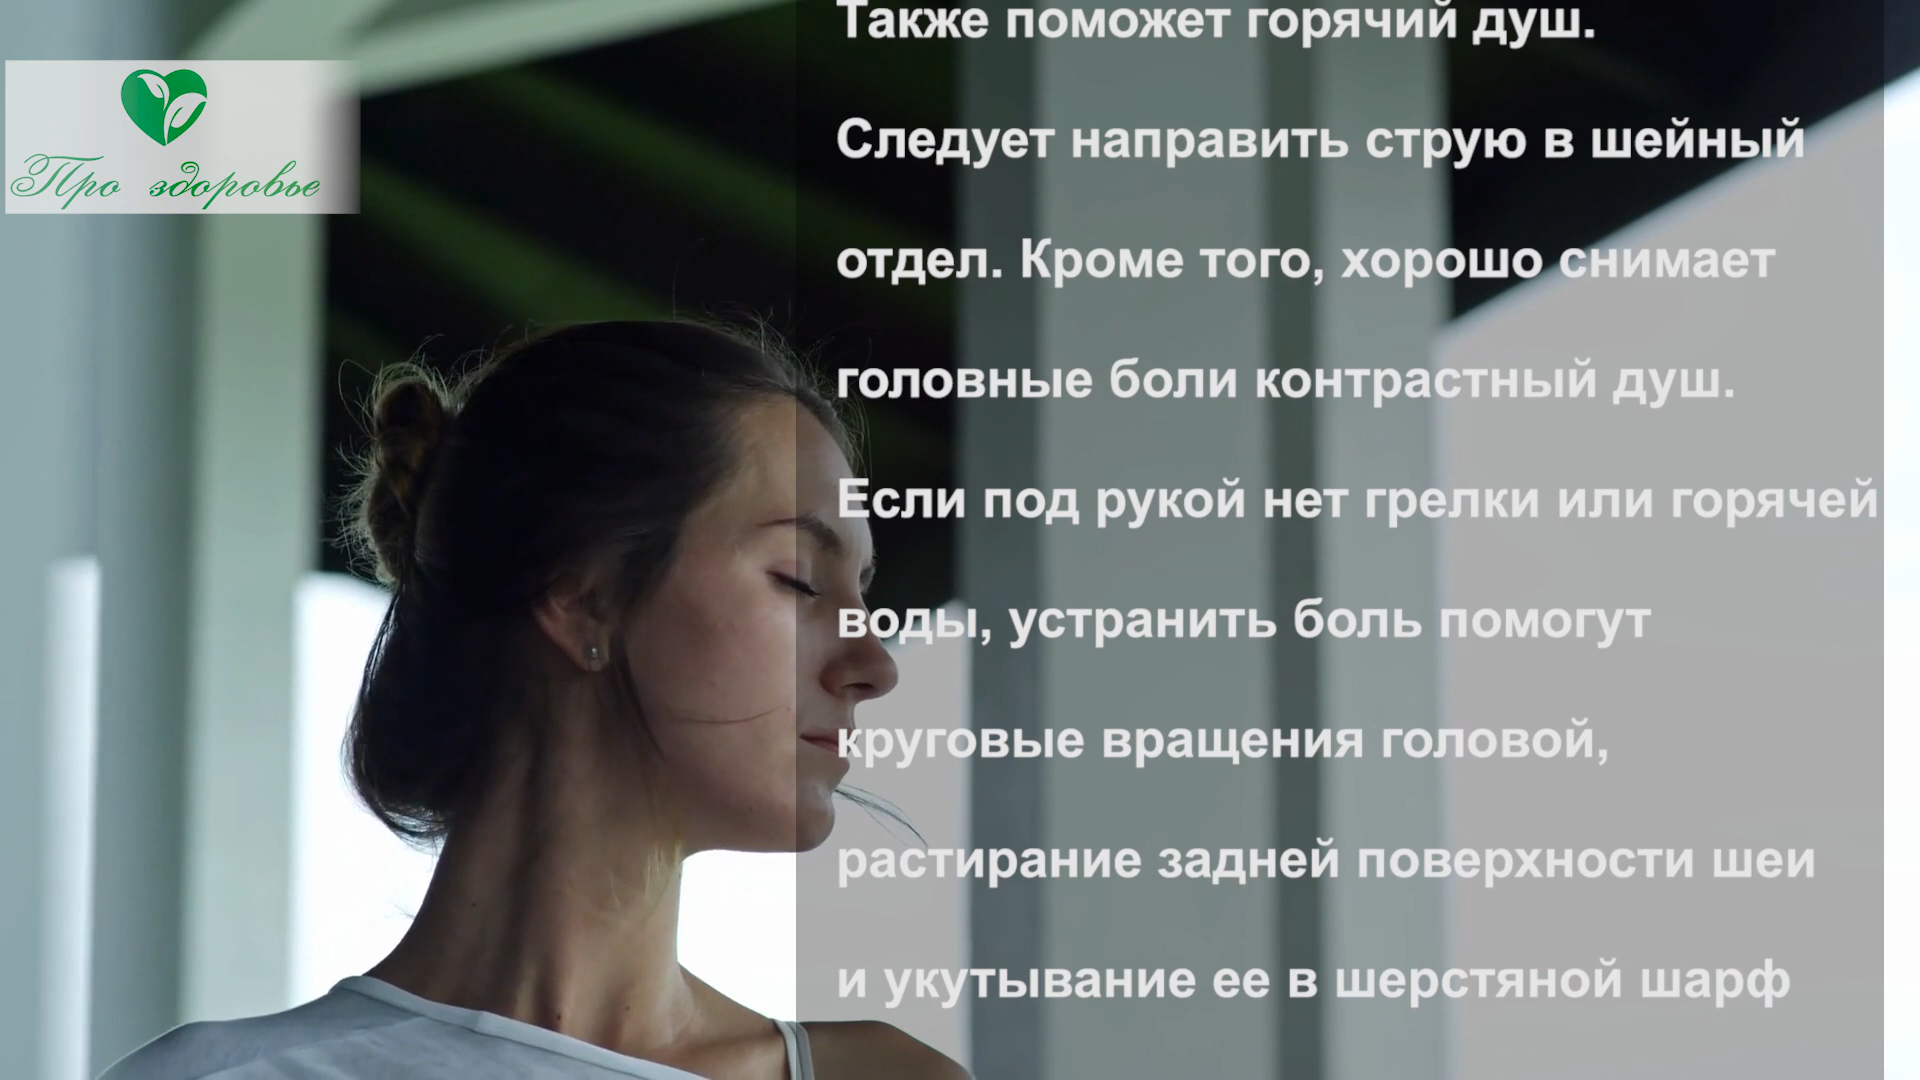 Также поможет горячий душ.
Про здоровье
Следует направить струю в шейный
отдел. Кроме того, хорошо снимает
головные боли контрастный душ.
Если под рукой нет грелки или горячей
воды, устранить боль помогут
круговые вращения головой,
растирание задней поверхности шеи
и укутывание ее в шерстяной шарф